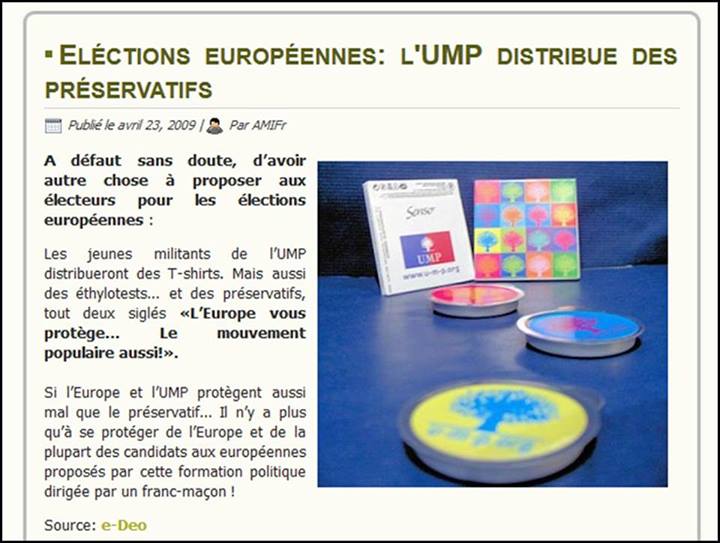 ▪ Eléctions européennes: l'UMP distribue des
préservatifs
Publié le avril 23, 2009 | Par AMIFr
A défaut sans doute, d’avoir
autre chose à proposer aux
électeurs pour les élections
européennes :
Les jeunes militants de l’UMP
distribueront des T-shirts. Mais aussi
des éthylotests... et des préservatifs,
tout deux siglés «L’Europe vous
protège... Le mouvement
populaire aussi!».
Si l’Europe et l’UMP protègent aussi
mal que le préservatif... Il n’y a plus
qu’à se protéger de l’Europe et de la
plupart des candidats aux européennes
proposés par cette formation politique
dirigée par un franc-maçon !
Source: e-Deo
Senso
UMP
www.u-m-p.org